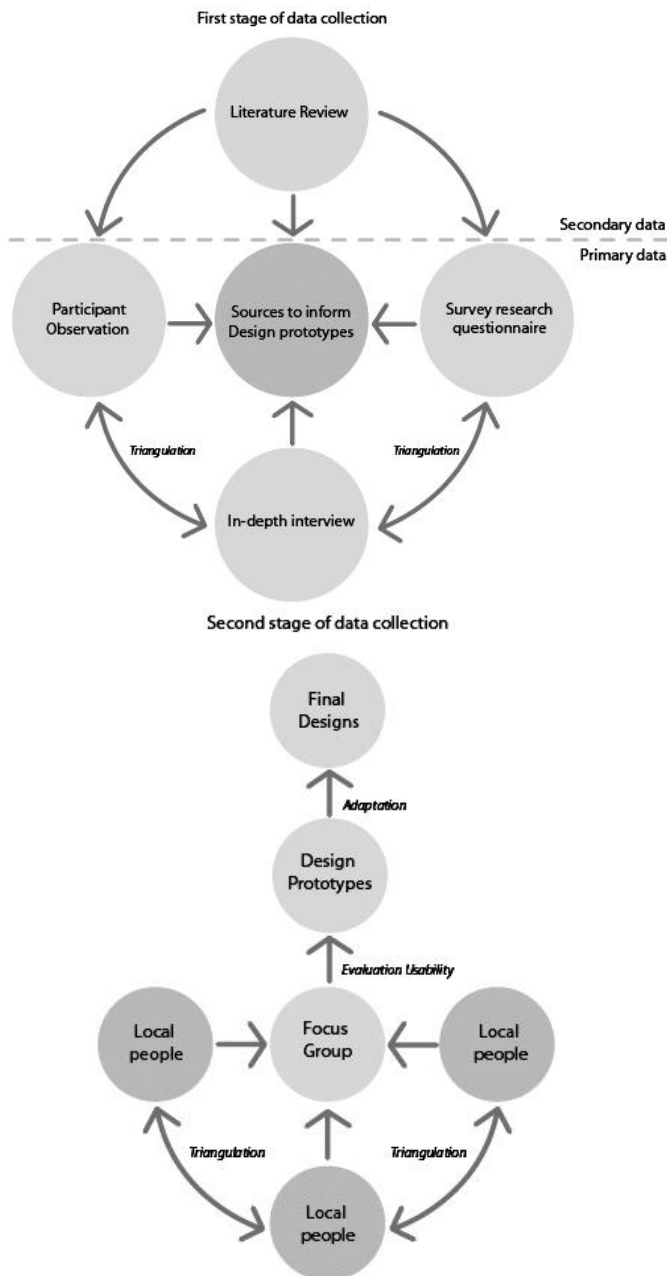 First stage of data collection
Literature Review
Secondary data
Primary data
Participant
Observation
Sources to inform
Design prototypes
Survey research
questionnaire
Triangulation
Triangulation
In-depth interview
Second stage of data collection
Final
Designs
Adaptation
Design
Prototypes
Evaluation Usability
Local
people
Focus
Group
Local
people
Triangulation
Triangulation
Local
people